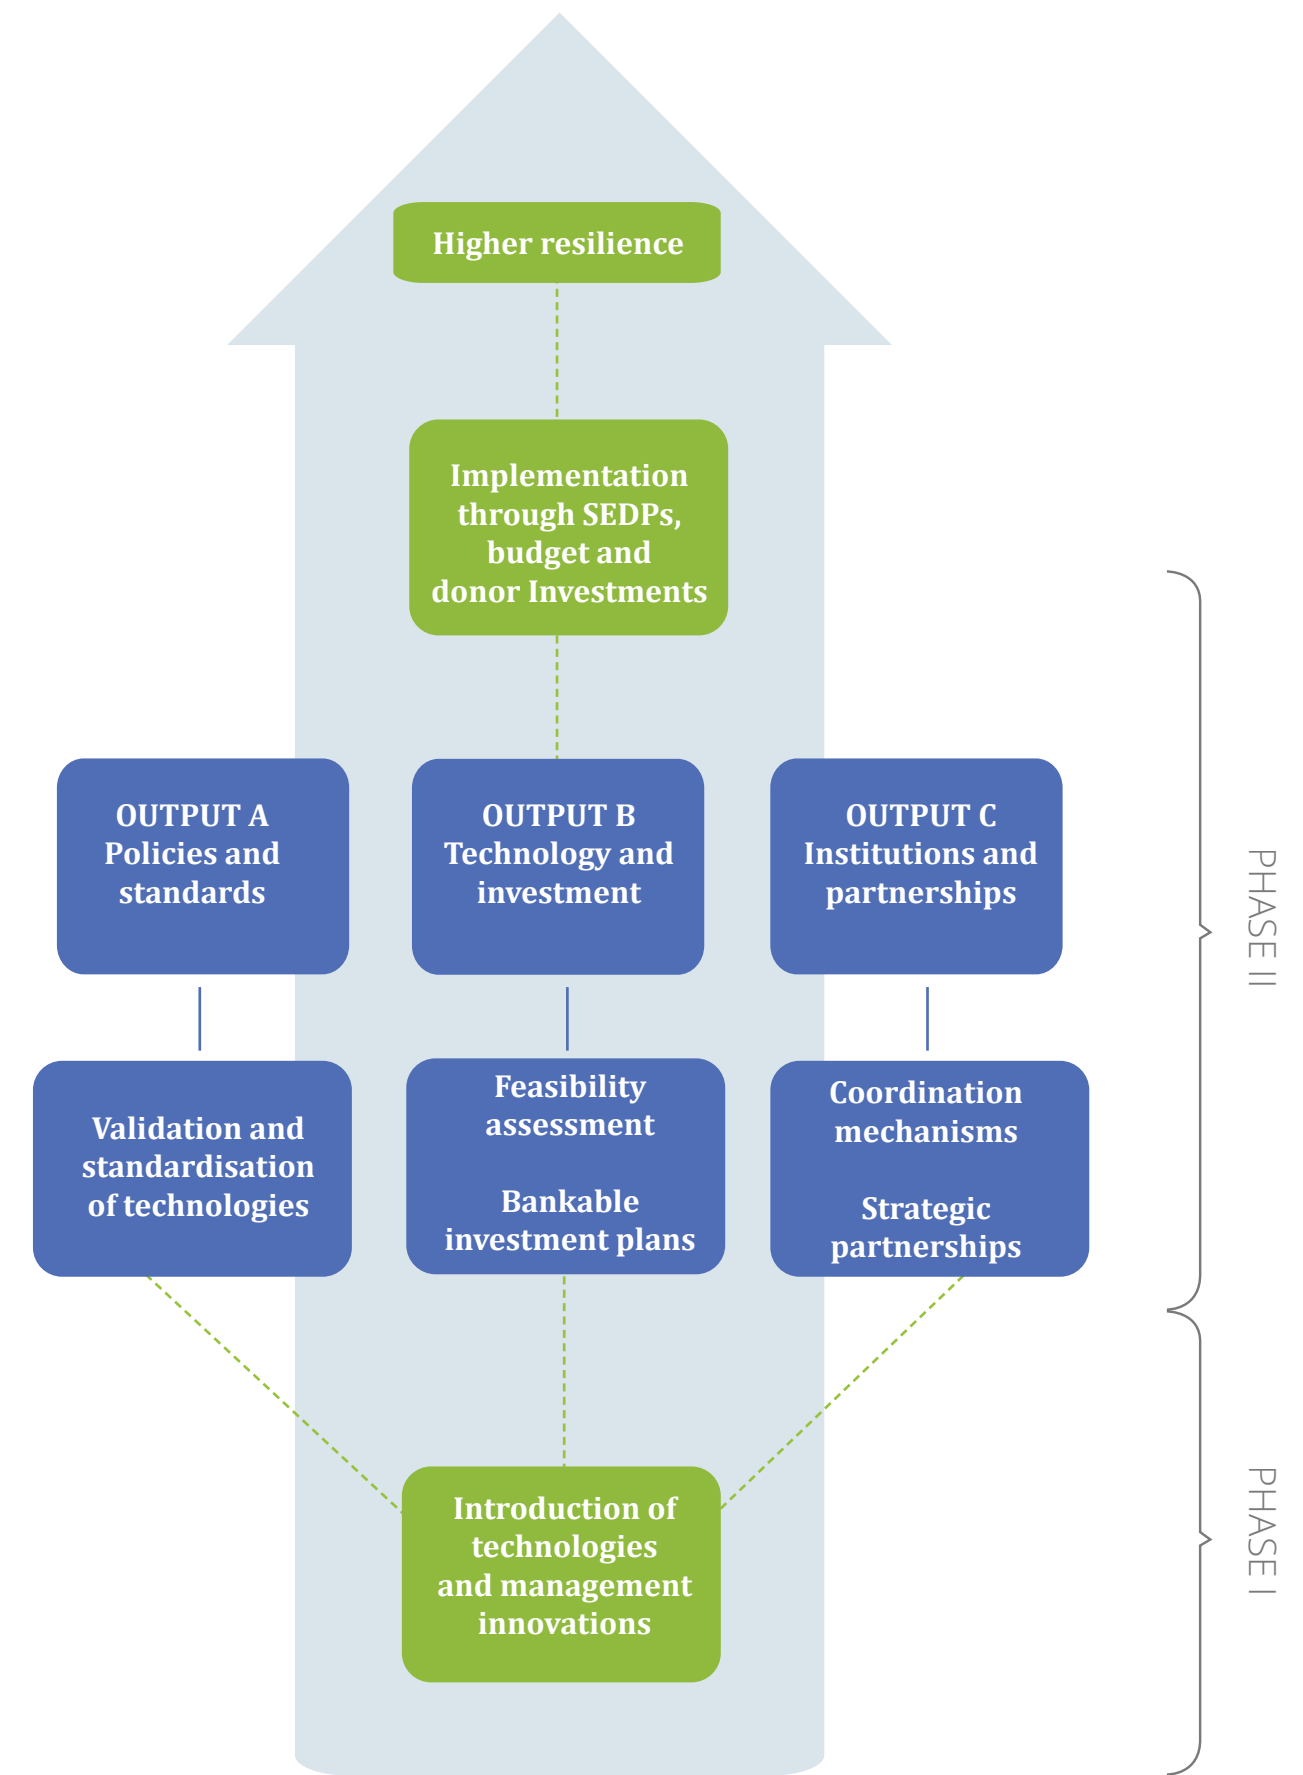 Higher resilience
Implementation
through SEDPs,
budget and
donor Investments
OUTPUT A
Policies and
standards
OUTPUT B
Technology and
investment
OUTPUT C
Institutions and
partnerships
PHASE II
Validation and
standardisation
of technologies
Feasibility
assessment
Bankable
investment plans
Coordination
mechanisms
Strategic
partnerships
Introduction of
technologies
and management
innovations
PHASE I